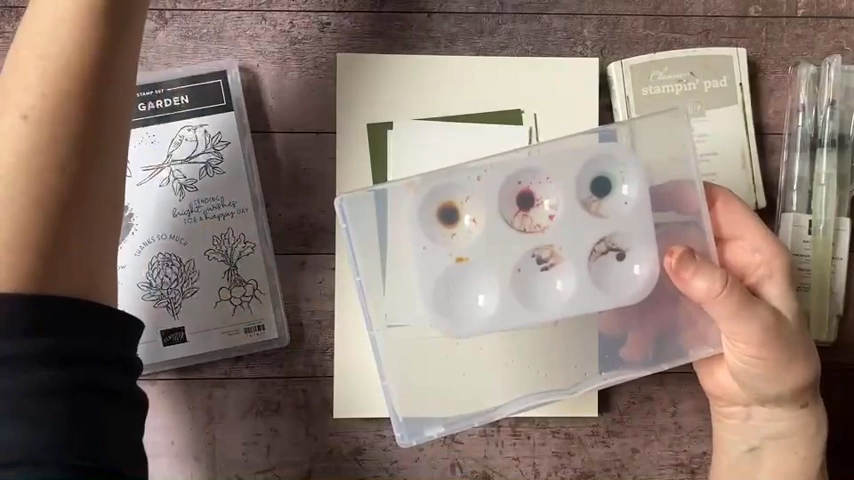 STAMP SET
GARDEN
SENDING
bright wishes
FOR A HAPPY
DAY
THANKS SO MUCH
Classic
stampin' pad